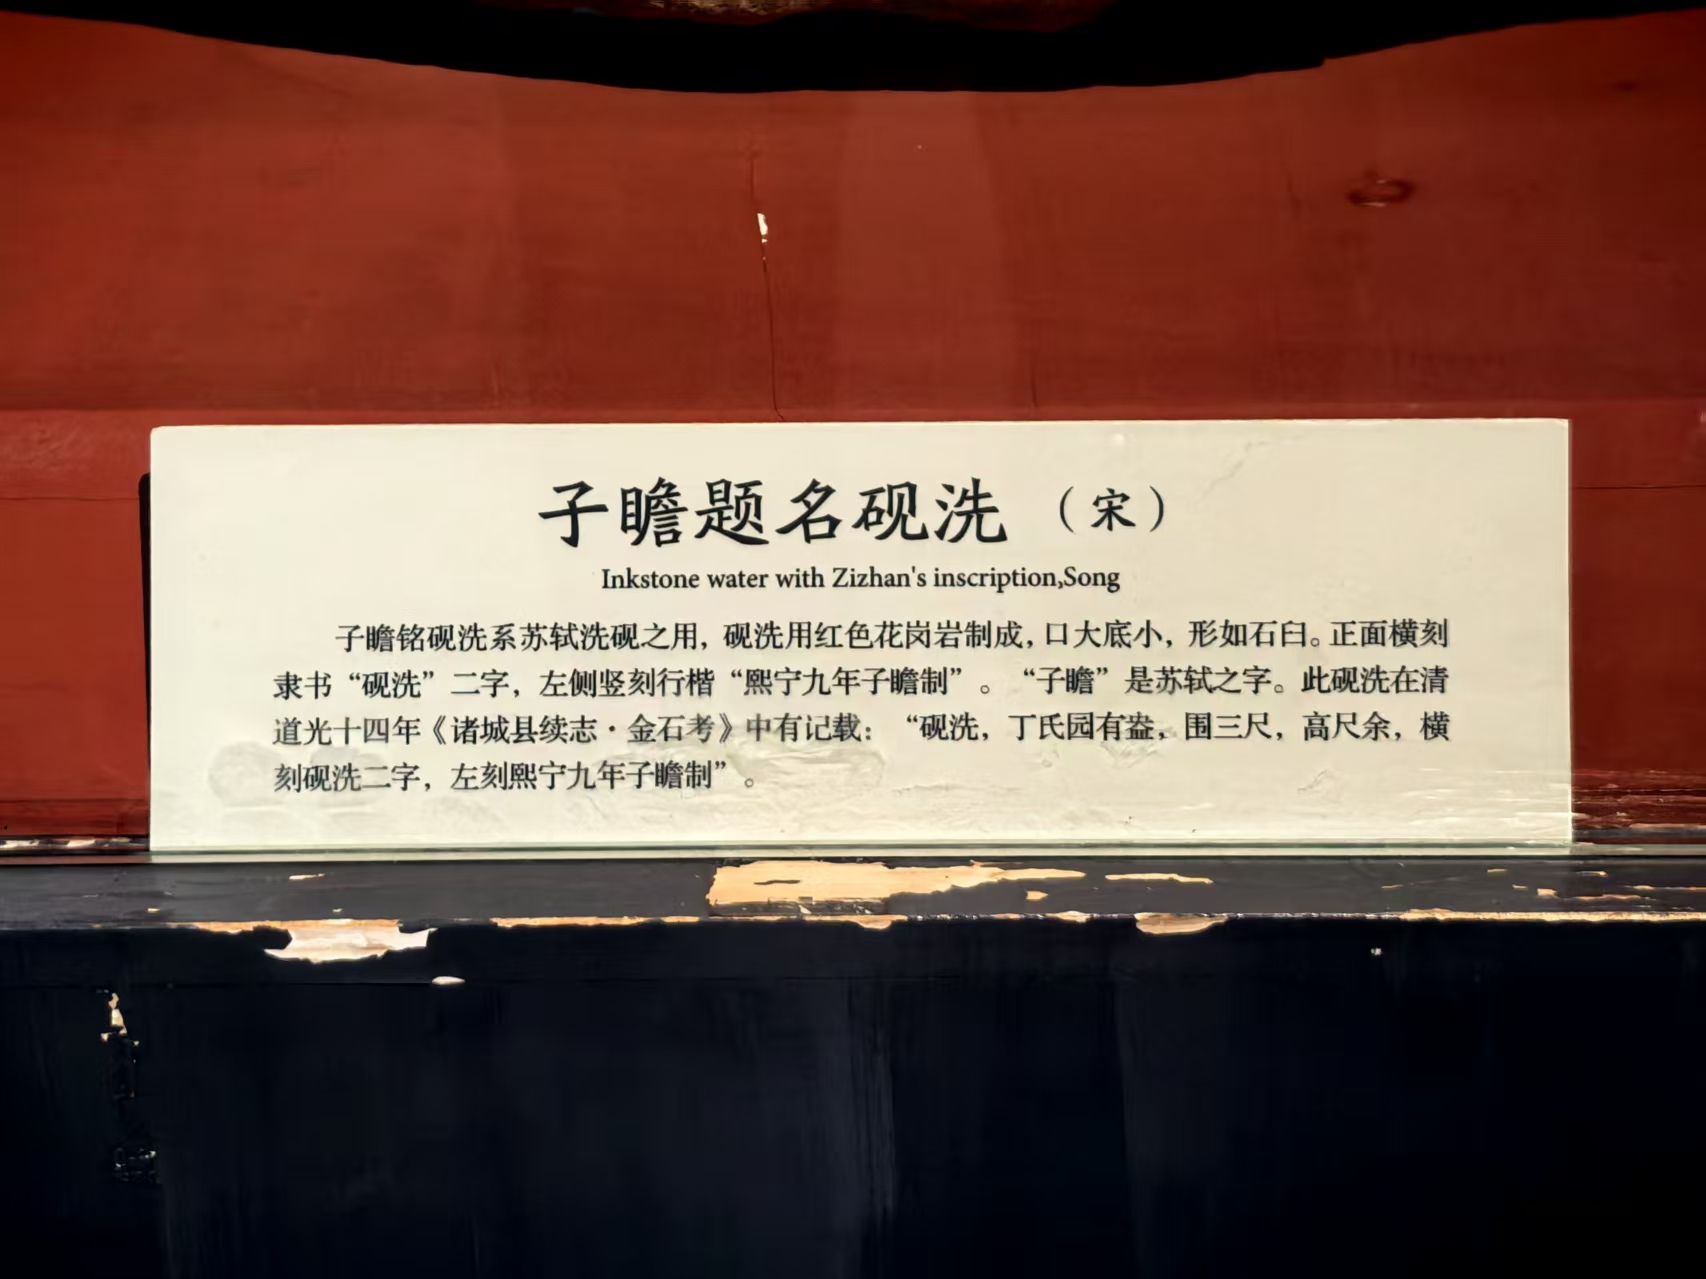 子瞻题名砚洗（宋）
Inkstone water with Zizhan's inscription,Song
子瞻铭砚洗系苏轼洗砚之用，砚洗用红色花岗岩制成，口大底小，形如石臼。正面横刻
隶书“砚洗”二字，左侧竖刻行楷“熙宁九年子瞻制”。“子瞻”是苏轼之字。此砚洗在清
道光十四年《诸城县续志·金石考》中有记载：“砚洗，丁氏园有盎，围三尺，高尺余，横
刻砚洗二字，左刻熙宁九年子瞻制”。